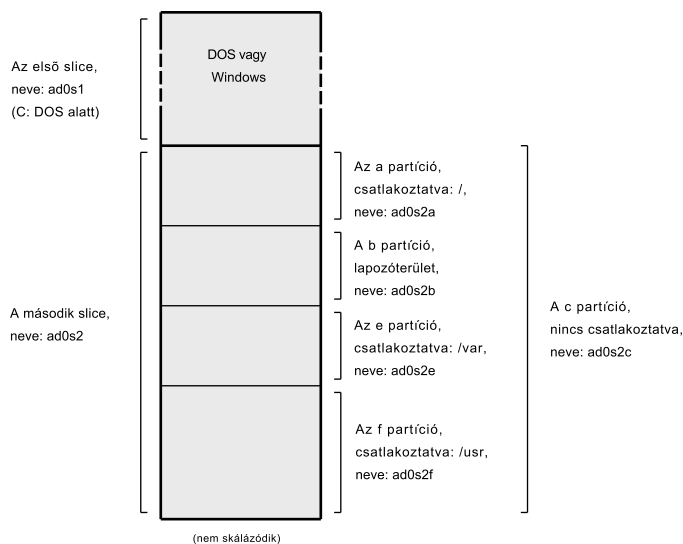 Az elsõ slice,
neve: ad0s1
(C: DOS alatt)
DOS vagy
Windows
A második slice,
neve: ad0s2
Az a partíció,
csatlakoztatva: /,
neve: ad0s2a
A b partíció,
lapozóterület,
neve: ad0s2b
Az e partíció,
csatlakoztatva: /var,
neve: ad0s2e
Az f partíció,
csatlakoztatva: /usr,
neve: ad0s2f
A c partíció,
nincs csatlakoztatva,
neve: ad0s2c
(nem skálázódik)